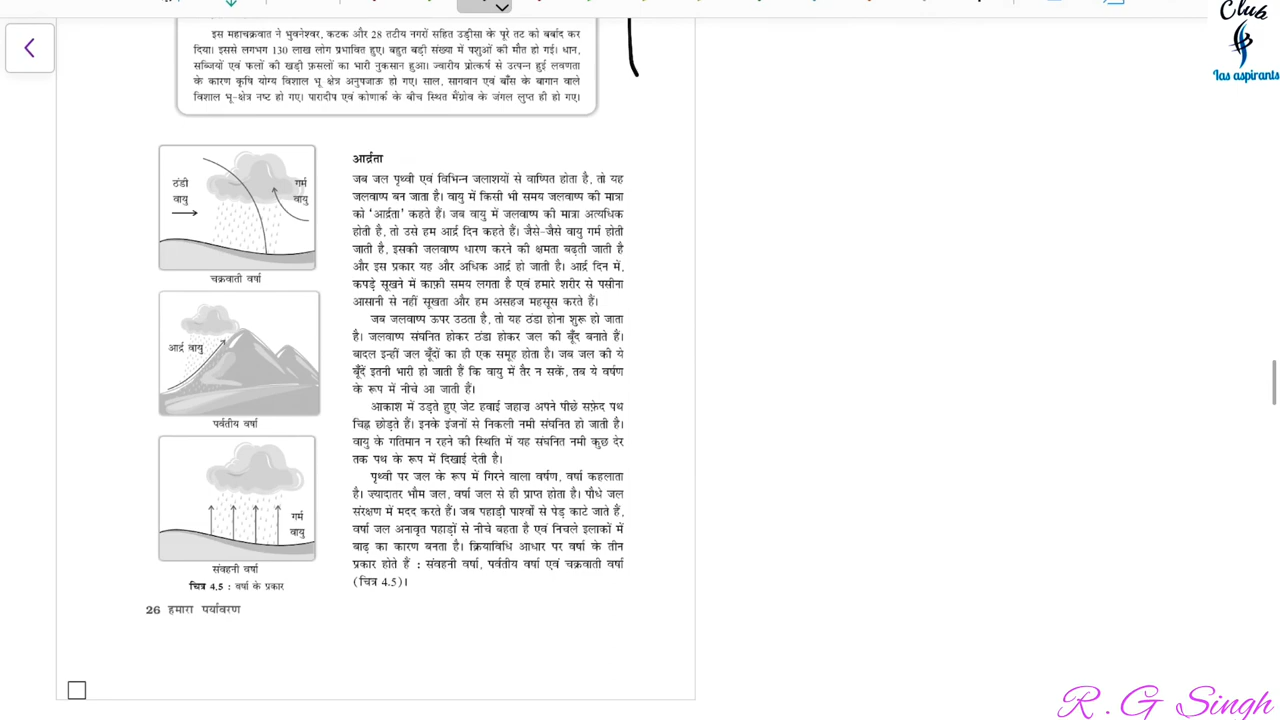 Club
Ias aspirants
इस महाचक्रवात ने भुवनेश्वर, कटक और 28 तटीय नगरों सहित उड़ीसा के पूरे तट को बर्बाद कर
दिया। इससे लगभग 130 लाख लोग प्रभावित हुए। बहुत बड़ी संख्या में पशुओं की मौत हो गई। धान,
सब्जियों एवं फलों की खड़ी फ़सलों का भारी नुकसान हुआ। ज्वारीय प्रोत्कर्ष से उत्पन्न हुई लवणता
के कारण कृषि योग्य विशाल भू क्षेत्र अनुपजाऊ हो गए। साल, सागवान एवं बाँस के बागान वाले
विशाल भू-क्षेत्र नष्ट हो गए। पारादीप एवं कोणार्क के बीच स्थित मैंग्रोव के जंगल लुप्त ही हो गए।
ठंडी
वायु
गर्म
वायु
चक्रवाती वर्षा
आर्द्र वायु
पर्वतीय वर्षा
गर्म
वायु
संवहनी वर्षा
चित्र 4.5 : वर्षा के प्रकार
आर्द्रता
जब जल पृथ्वी एवं विभिन्न जलाशयों से वाष्पित होता है, तो यह
जलवाष्प बन जाता है। वायु में किसी भी समय जलवाष्प की मात्रा
को ‘आर्द्रता’ कहते हैं। जब वायु में जलवाष्प की मात्रा अत्यधिक
होती है, तो उसे हम आर्द्र दिन कहते हैं। जैसे-जैसे वायु गर्म होती
जाती है, इसकी जलवाष्प धारण करने की क्षमता बढ़ती जाती है
और इस प्रकार यह और अधिक आर्द्र हो जाती है। आर्द्र दिन में,
कपड़े सूखने में काफ़ी समय लगता है एवं हमारे शरीर से पसीना
आसानी से नहीं सूखता और हम असहज महसूस करते हैं।
जब जलवाष्प ऊपर उठता है, तो यह ठंडा होना शुरू हो जाता
है। जलवाष्प संघनित होकर ठंडा होकर जल की बूँद बनाते हैं।
बादल इन्हीं जल बूँदों का ही एक समूह होता है। जब जल की ये
बूँदें इतनी भारी हो जाती हैं कि वायु में तैर न सकें, तब ये वर्षण
के रूप में नीचे आ जाती हैं।
आकाश में उड़ते हुए जेट हवाई जहाज़ अपने पीछे सफ़ेद पथ
चिह्न छोड़ते हैं। इनके इंजनों से निकली नमी संघनित हो जाती है।
वायु के गतिमान न रहने की स्थिति में यह संघनित नमी कुछ देर
तक पथ के रूप में दिखाई देती है।
पृथ्वी पर जल के रूप में गिरने वाला वर्षण, वर्षा कहलाता
है। ज़्यादातर भौम जल, वर्षा जल से ही प्राप्त होता है। पौधे जल
संरक्षण में मदद करते हैं। जब पहाड़ी पार्श्वों से पेड़ काटे जाते हैं,
वर्षा जल अनावृत पहाड़ों से नीचे बहता है एवं निचले इलाकों में
बाढ़ का कारण बनता है। क्रियाविधि आधार पर वर्षा के तीन
प्रकार होते हैं : संवहनी वर्षा, पर्वतीय वर्षा एवं चक्रवाती वर्षा
(चित्र 4.5)।
26 हमारा पर्यावरण
R . G Singh